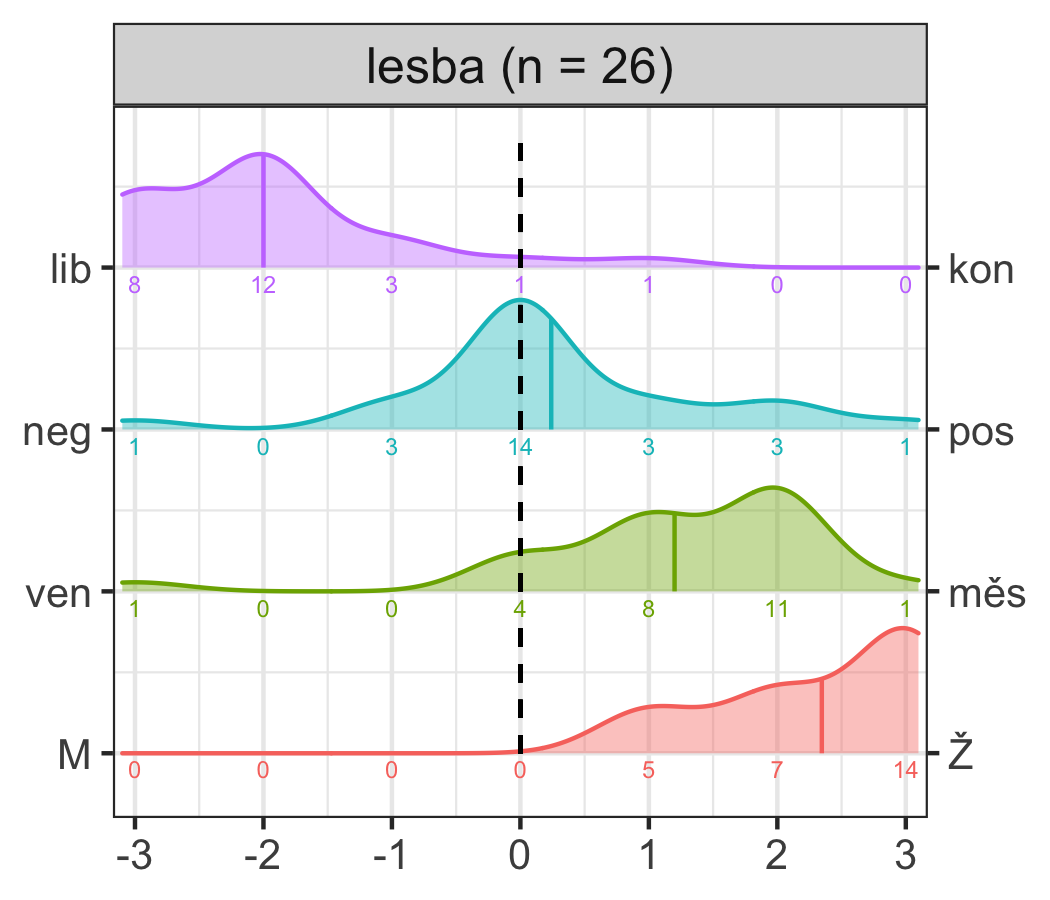 lesba (n = 26)
lib kon
8 12 3 1 1 0 0
neg pos
1 0 3 14 3 3 1
ven měs
1 0 0 4 8 11 1
M Ž
0 0 0 0 5 7 14
-3 -2 -1 0 1 2 3